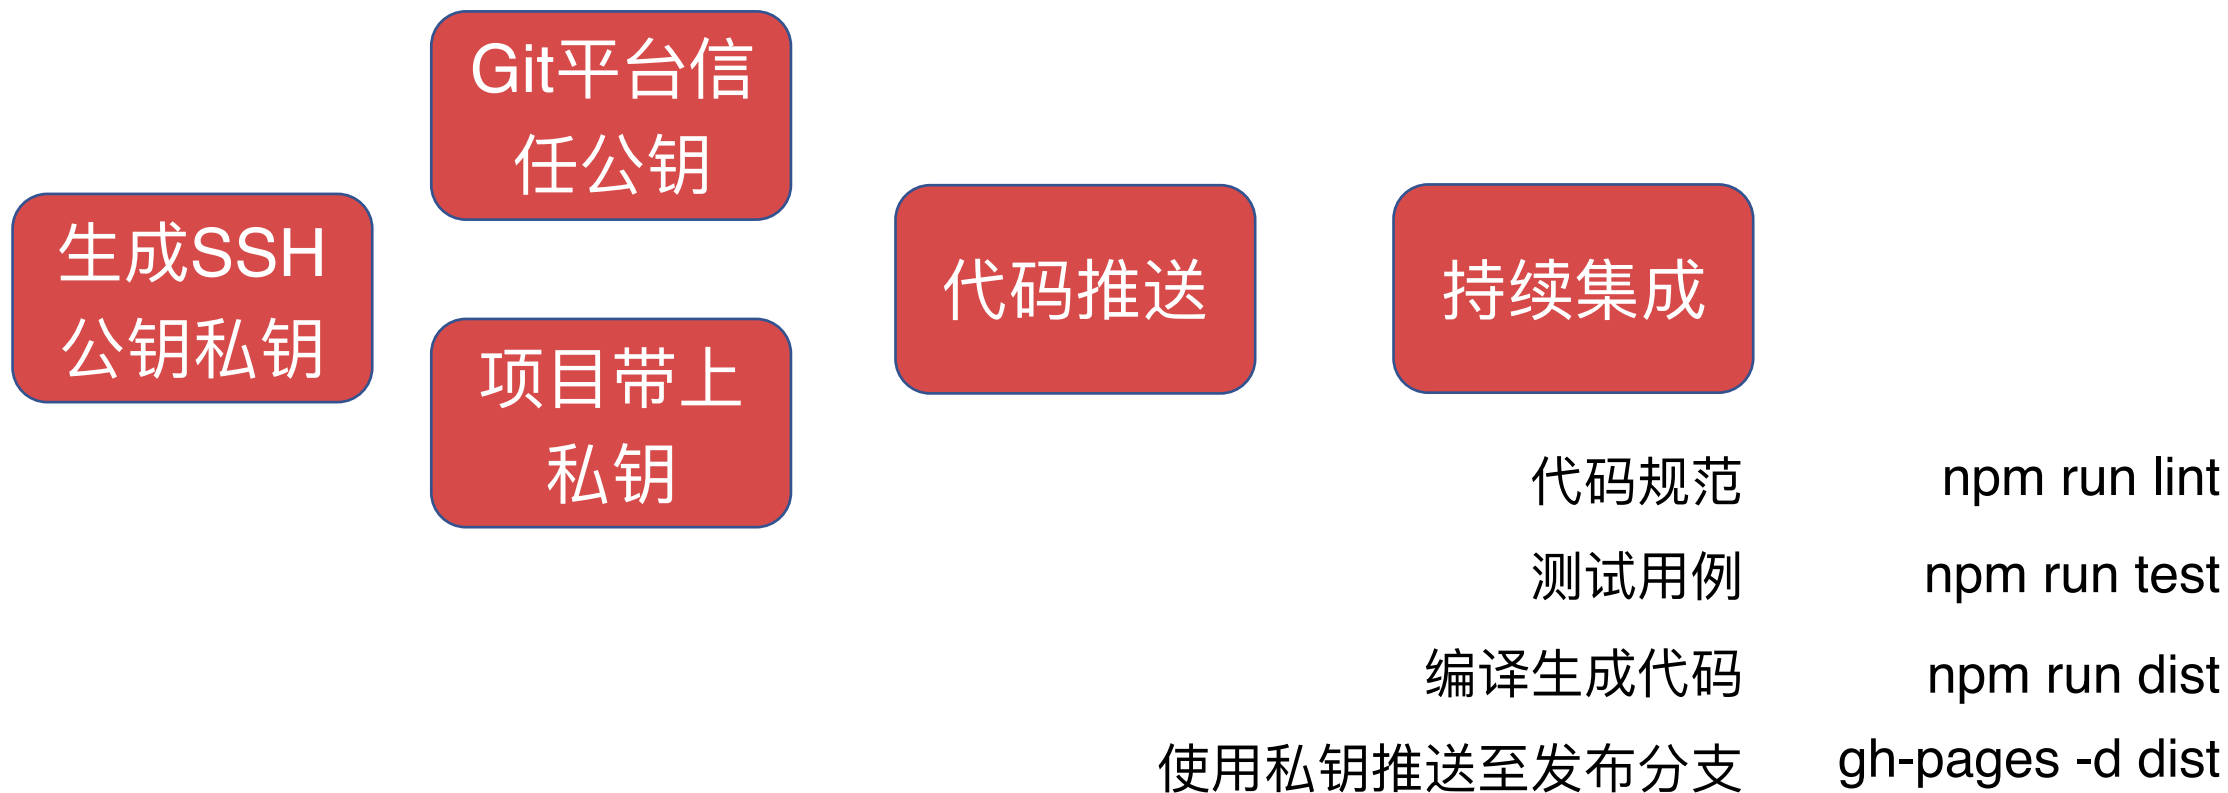 Git平台信
任公钥
生成SSH
公钥私钥
项目带上
私钥
代码推送
持续集成
代码规范 npm run lint
测试用例 npm run test
编译生成代码 npm run dist
使用私钥推送至发布分支 gh-pages -d dist